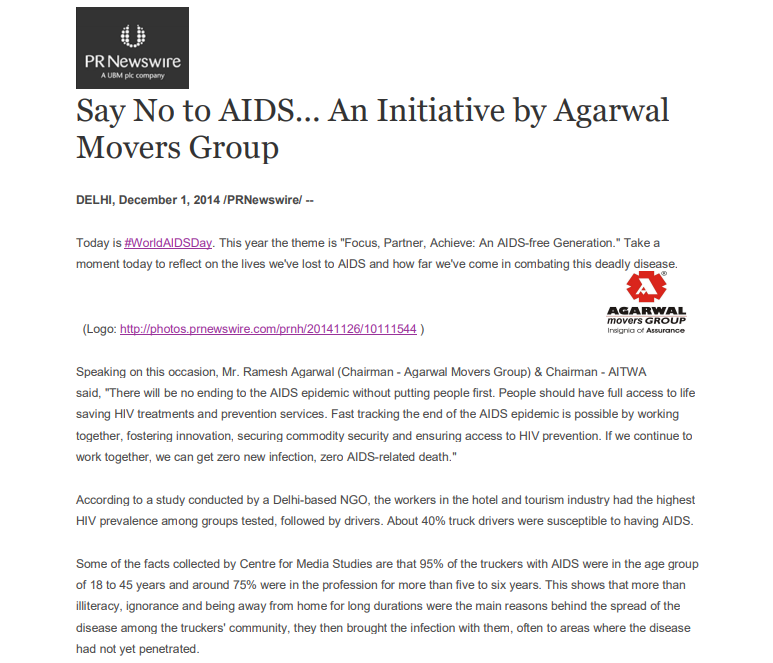 PR Newswire
A UBM plc company
Say No to AIDS... An Initiative by Agarwal
Movers Group
DELHI, December 1, 2014 /PRNewswire/ --
Today is #WorldAIDSDay. This year the theme is "Focus, Partner, Achieve: An AIDS-free Generation." Take a
moment today to reflect on the lives we've lost to AIDS and how far we've come in combating this deadly disease.
A ®
AGARWAL
movers GROUP
Insignia of Assurance
(Logo: http://photos.prnewswire.com/prnh/20141126/10111544 )
Speaking on this occasion, Mr. Ramesh Agarwal (Chairman - Agarwal Movers Group) & Chairman - AITWA
said, "There will be no ending to the AIDS epidemic without putting people first. People should have full access to life
saving HIV treatments and prevention services. Fast tracking the end of the AIDS epidemic is possible by working
together, fostering innovation, securing commodity security and ensuring access to HIV prevention. If we continue to
work together, we can get zero new infection, zero AIDS-related death."
According to a study conducted by a Delhi-based NGO, the workers in the hotel and tourism industry had the highest
HIV prevalence among groups tested, followed by drivers. About 40% truck drivers were susceptible to having AIDS.
Some of the facts collected by Centre for Media Studies are that 95% of the truckers with AIDS were in the age group
of 18 to 45 years and around 75% were in the profession for more than five to six years. This shows that more than
illiteracy, ignorance and being away from home for long durations were the main reasons behind the spread of the
disease among the truckers' community, they then brought the infection with them, often to areas where the disease
had not yet penetrated.